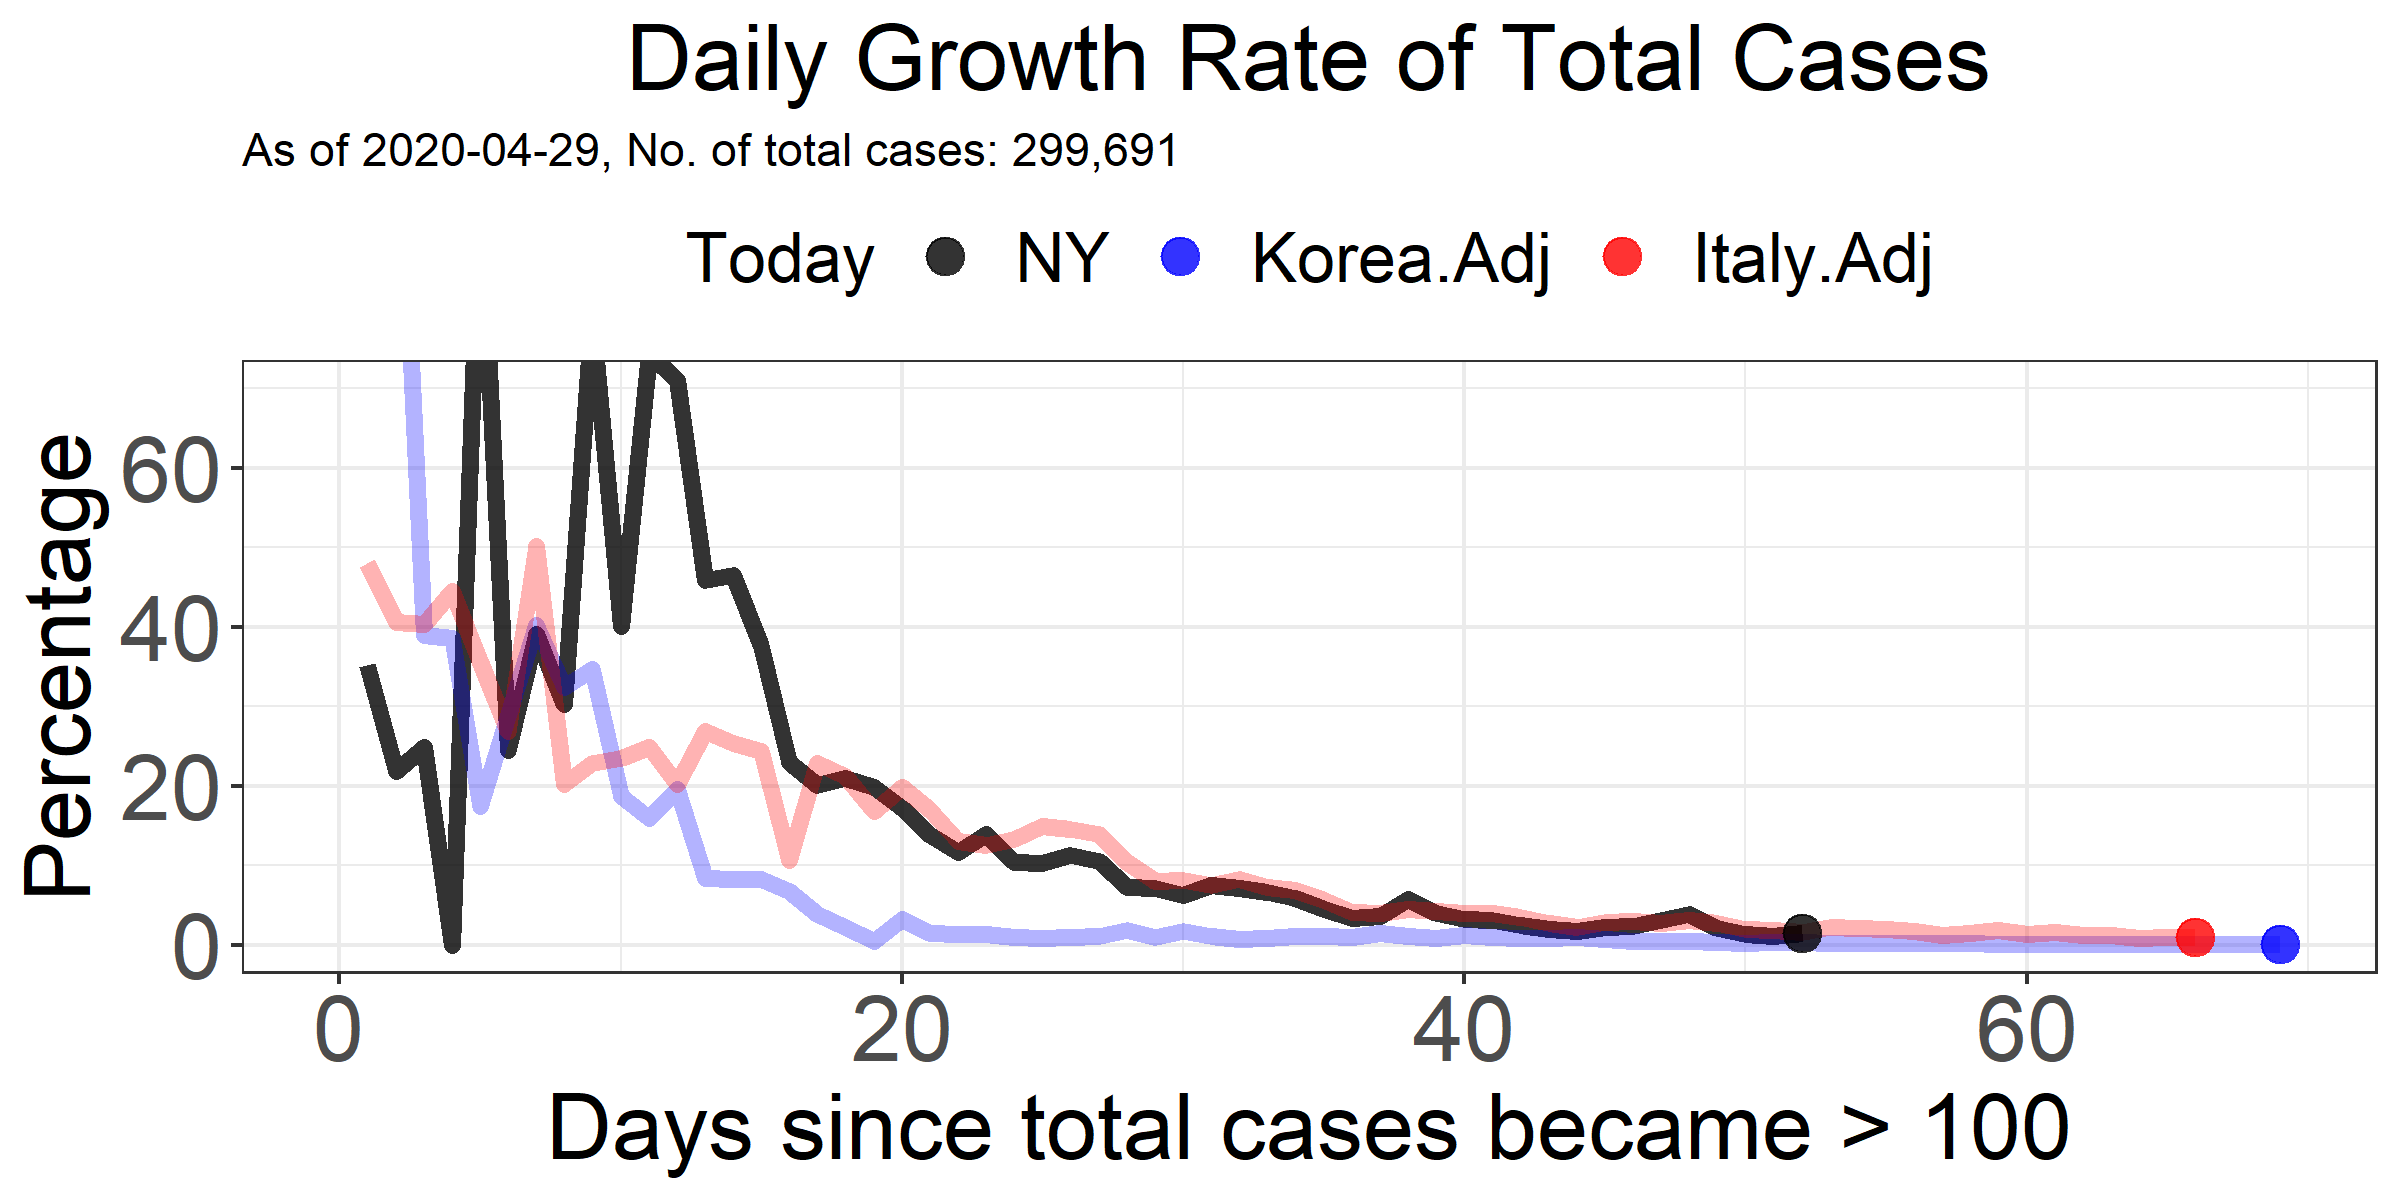 Daily Growth Rate of Total Cases
As of 2020-04-29, No. of total cases: 299,691
Today NY Korea.Adj Italy.Adj
Percentage
60
40
20
0
0 20 40 60
Days since total cases became > 100